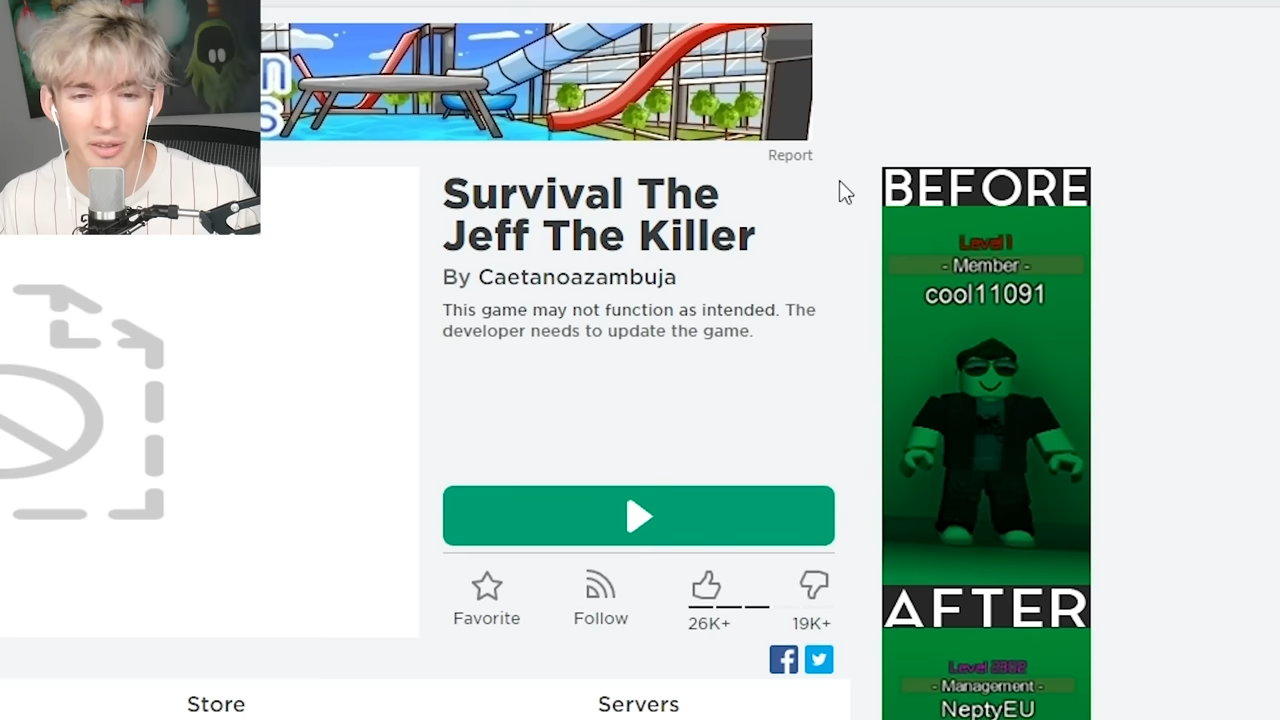 n
s
Report
Survival The
Jeff The Killer
By Caetanoazambuja
This game may not function as intended. The
developer needs to update the game.
Favorite
Follow
26K+
19K+
Store
Servers
BEFORE
Level 1
- Member -
cool11091
AFTER
- Management -
NeptyEU